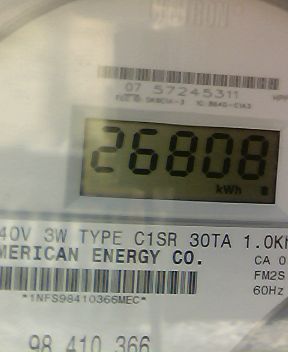 07 57245311
26808
kWh
40V 3W TYPE C1SR 30TA 1.0Kh
MERICAN ENERGY CO.
CA 0
FM2S
60Hz
*1NFS98410366MEC*
98 410 366